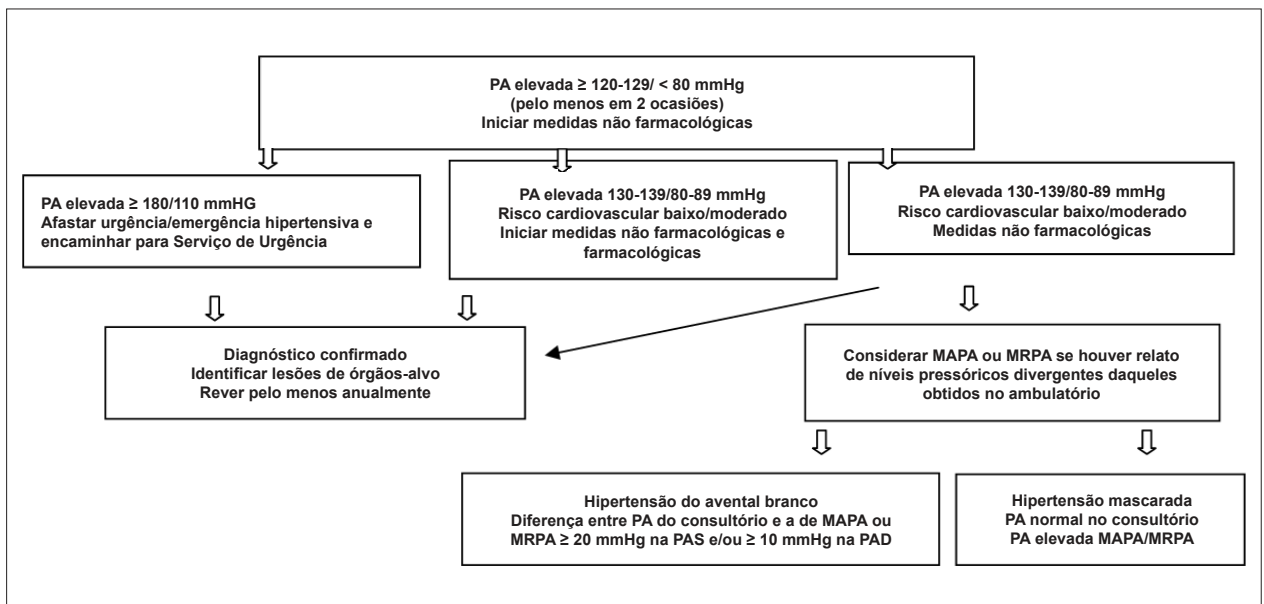 PA elevada ≥ 120-129/ < 80 mmHg
(pelo menos em 2 ocasiões)
Iniciar medidas não farmacológicas
PA elevada ≥ 180/110 mmHG
Afastar urgência/emergência hipertensiva e
encaminhar para Serviço de Urgência
PA elevada 130-139/80-89 mmHg
Risco cardiovascular baixo/moderado
Iniciar medidas não farmacológicas e
farmacológicas
PA elevada 130-139/80-89 mmHg
Risco cardiovascular baixo/moderado
Medidas não farmacológicas
Diagnóstico confirmado
Identificar lesões de órgãos-alvo
Rever pelo menos anualmente
Considerar MAPA ou MRPA se houver relato
de níveis pressóricos divergentes daqueles
obtidos no ambulatório
Hipertensão do avental branco
Diferença entre PA do consultório e a de MAPA ou
MRPA ≥ 20 mmHg na PAS e/ou ≥ 10 mmHg na PAD
Hipertensão mascarada
PA normal no consultório
PA elevada MAPA/MRPA